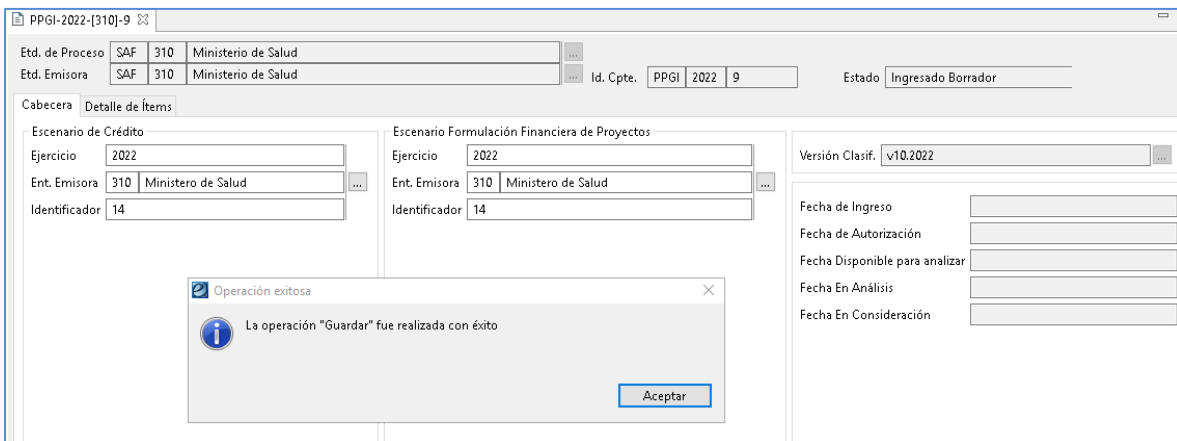 PPGI-2022-[310]-9
Etd. de Proceso SAF 310 Ministerio de Salud ...
Etd. Emisora SAF 310 Ministerio de Salud ... Id. Cpte. PPGI 2022 9 Estado Ingresado Borrador
Cabecera Detalle de Ítems
Escenario de Crédito
Ejercicio 2022
Ent. Emisora 310 Ministero de Salud ...
Identificador 14
Escenario Formulación Financiera de Proyectos
Ejercicio 2022
Ent. Emisora 310 Ministero de Salud ...
Identificador 14
Versión Clasif. v10.2022 ...
Fecha de Ingreso
Fecha de Autorización
Fecha Disponible para analizar
Fecha En Análisis
Fecha En Consideración
Operación exitosa
La operación "Guardar" fue realizada con éxito
Aceptar